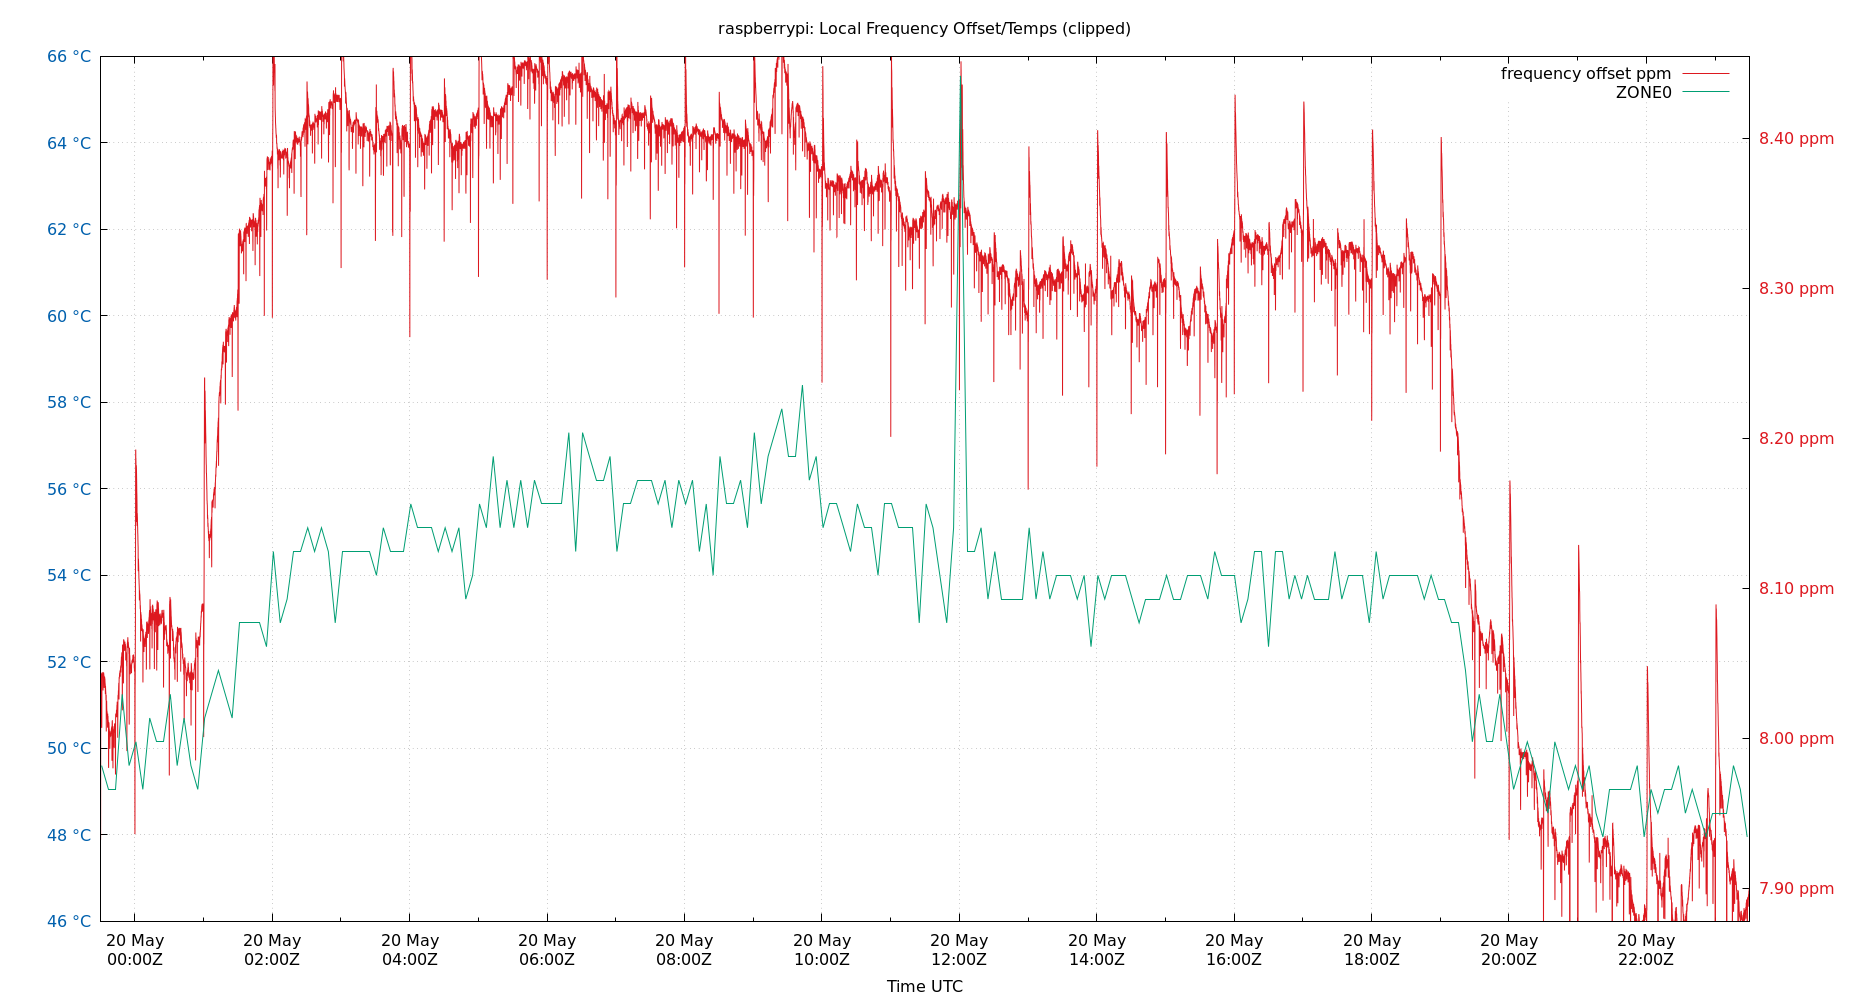 raspberrypi: Local Frequency Offset/Temps (clipped)
66 °C
64 °C
62 °C
60 °C
58 °C
56 °C
54 °C
52 °C
50 °C
48 °C
46 °C
frequency offset ppm
ZONE0
8.40 ppm
8.30 ppm
8.20 ppm
8.10 ppm
8.00 ppm
7.90 ppm
20 May 20 May 20 May 20 May 20 May 20 May 20 May 20 May 20 May 20 May 20 May 20 May
00:00Z 02:00Z 04:00Z 06:00Z 08:00Z 10:00Z 12:00Z 14:00Z 16:00Z 18:00Z 20:00Z 22:00Z
Time UTC